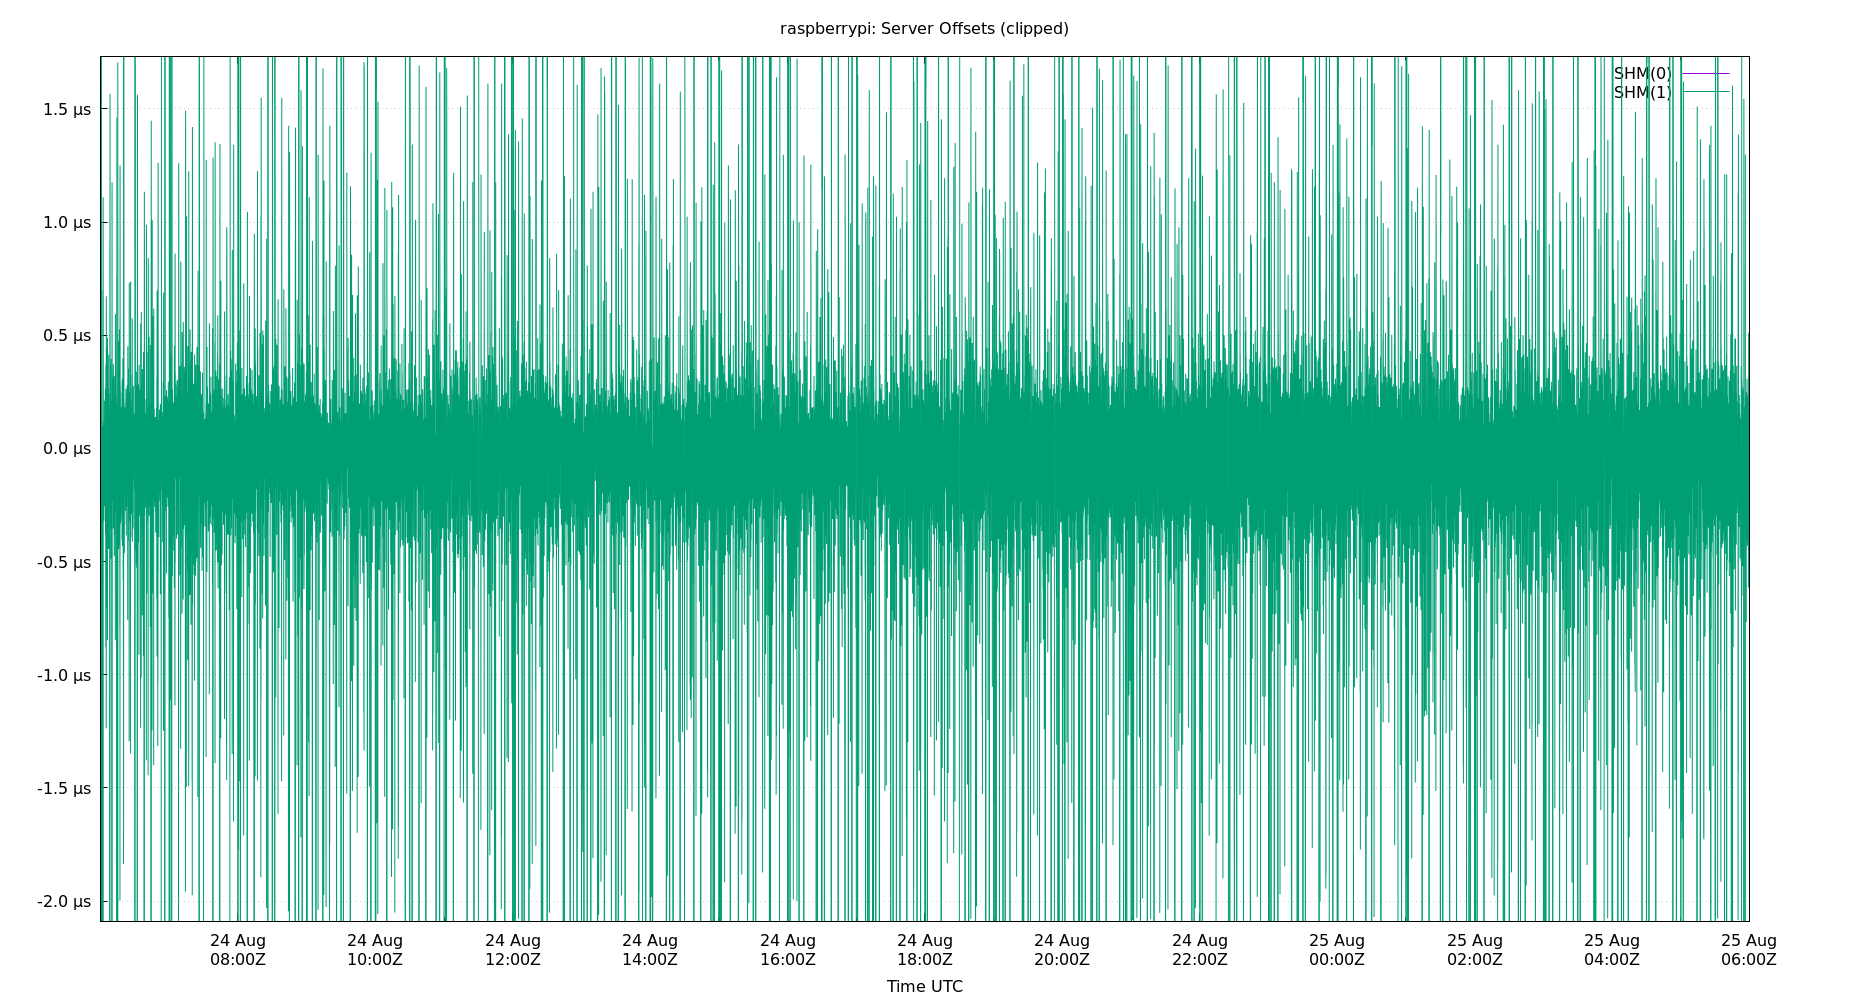 raspberrypi: Server Offsets (clipped)
SHM(0)
SHM(1)
1.5 µs
1.0 µs
0.5 µs
0.0 µs
-0.5 µs
-1.0 µs
-1.5 µs
-2.0 µs
24 Aug 24 Aug 24 Aug 24 Aug 24 Aug 24 Aug 24 Aug 24 Aug 25 Aug 25 Aug 25 Aug 25 Aug
08:00Z 10:00Z 12:00Z 14:00Z 16:00Z 18:00Z 20:00Z 22:00Z 00:00Z 02:00Z 04:00Z 06:00Z
Time UTC